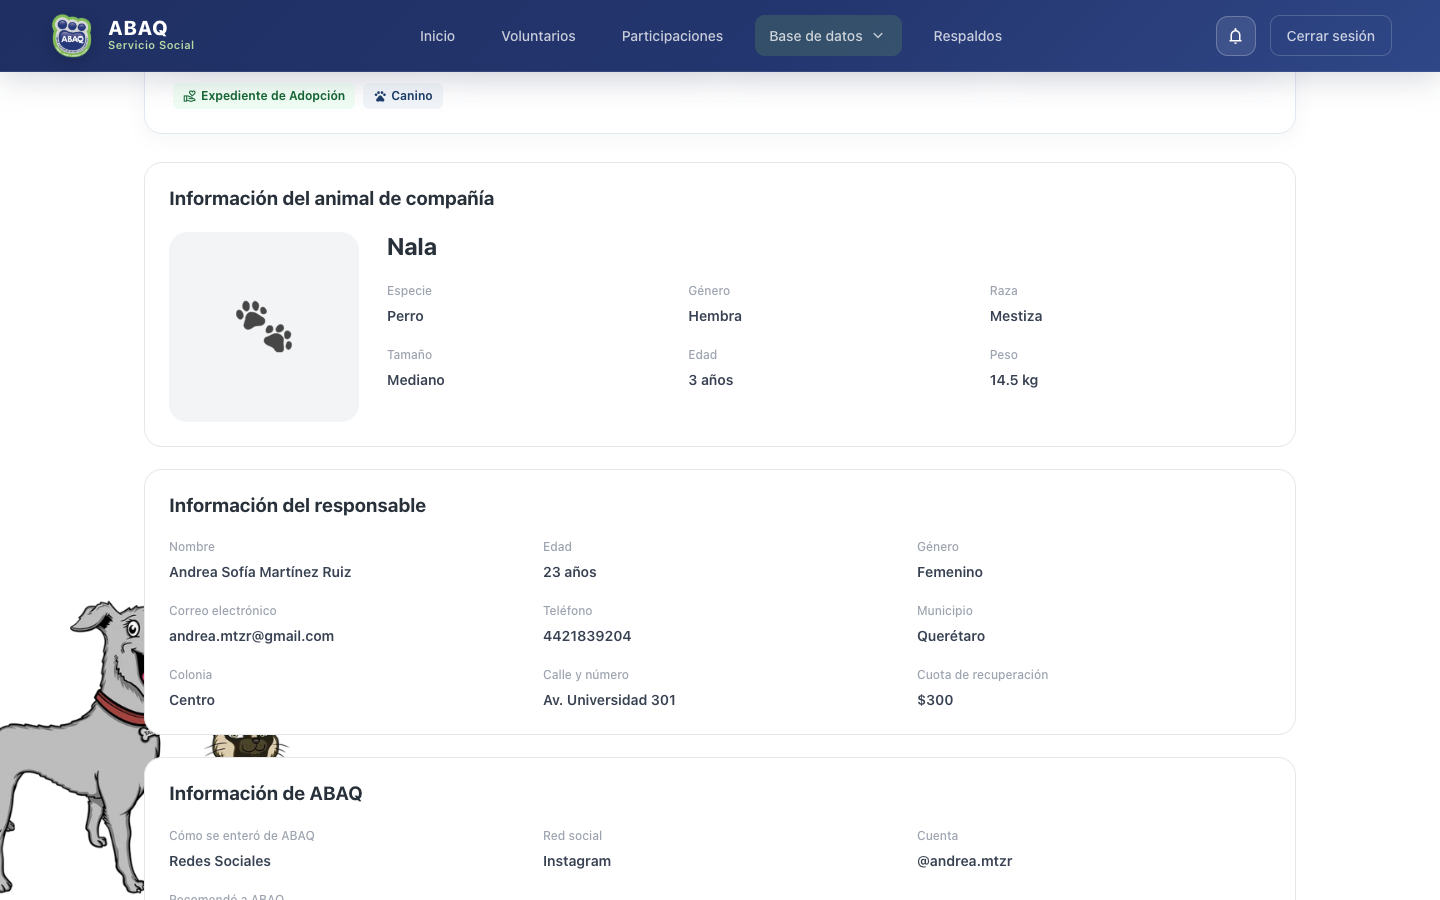 ABAQ
Servicio Social
Inicio
Voluntarios
Participaciones
Base de datos
Respaldos
Cerrar sesión
Expediente de Adopción
Canino
Información del animal de compañía
Nala
Especie
Género
Raza
Perro
Hembra
Mestiza
Tamaño
Edad
Peso
Mediano
3 años
14.5 kg
Información del responsable
Nombre
Edad
Género
Andrea Sofía Martínez Ruiz
23 años
Femenino
Correo electrónico
Teléfono
Municipio
andrea.mtzr@gmail.com
4421839204
Querétaro
Colonia
Calle y número
Cuota de recuperación
Centro
Av. Universidad 301
$300
Información de ABAQ
Cómo se enteró de ABAQ
Red social
Cuenta
Redes Sociales
Instagram
@andrea.mtzr
Recomendó a ABAQ